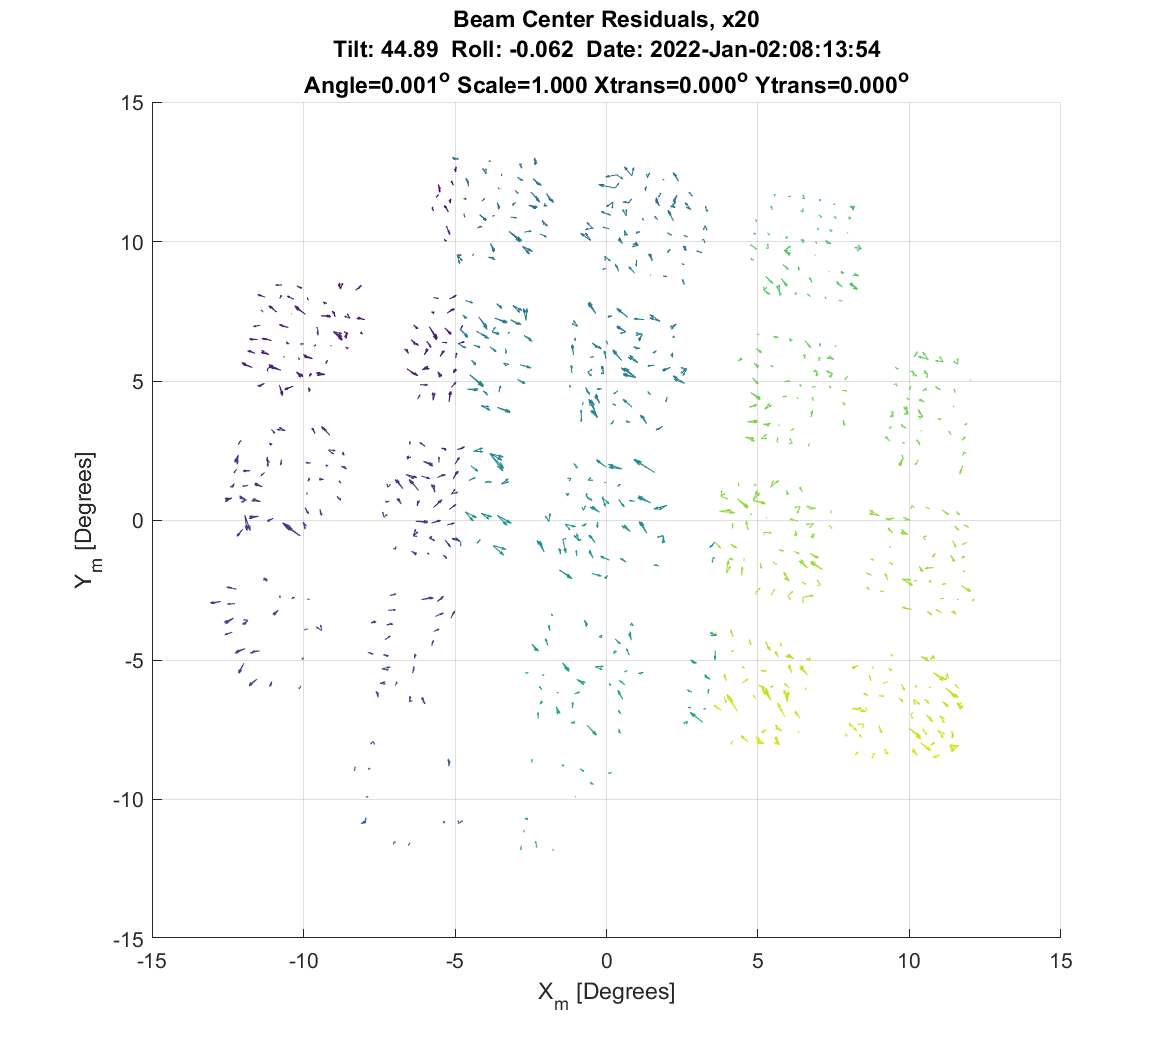 Beam Center Residuals, x20
Tilt: 44.89  Roll: -0.062  Date: 2022-Jan-02:08:13:54
Angle=0.001° Scale=1.000 Xtrans=0.000° Ytrans=0.000°
15
10
5
0
-5
-10
-15
Y_m [Degrees]
-15 -10 -5 0 5 10 15
X_m [Degrees]